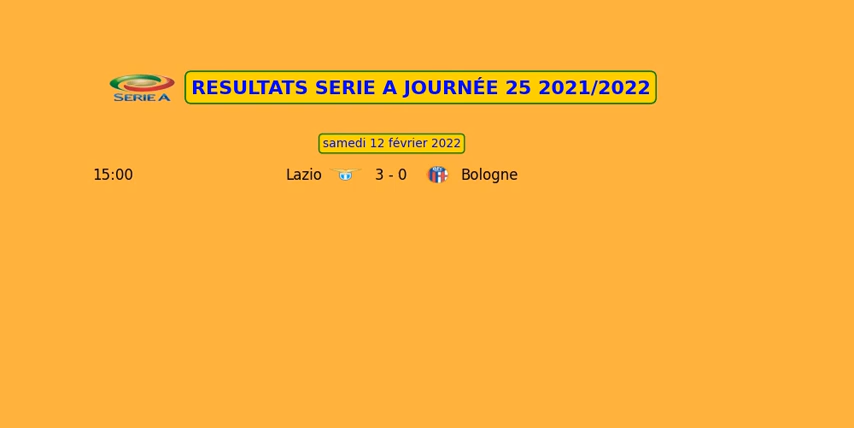 SERIE A
RESULTATS SERIE A JOURNÉE 25 2021/2022
samedi 12 février 2022
15:00 Lazio 3 - 0 Bologne